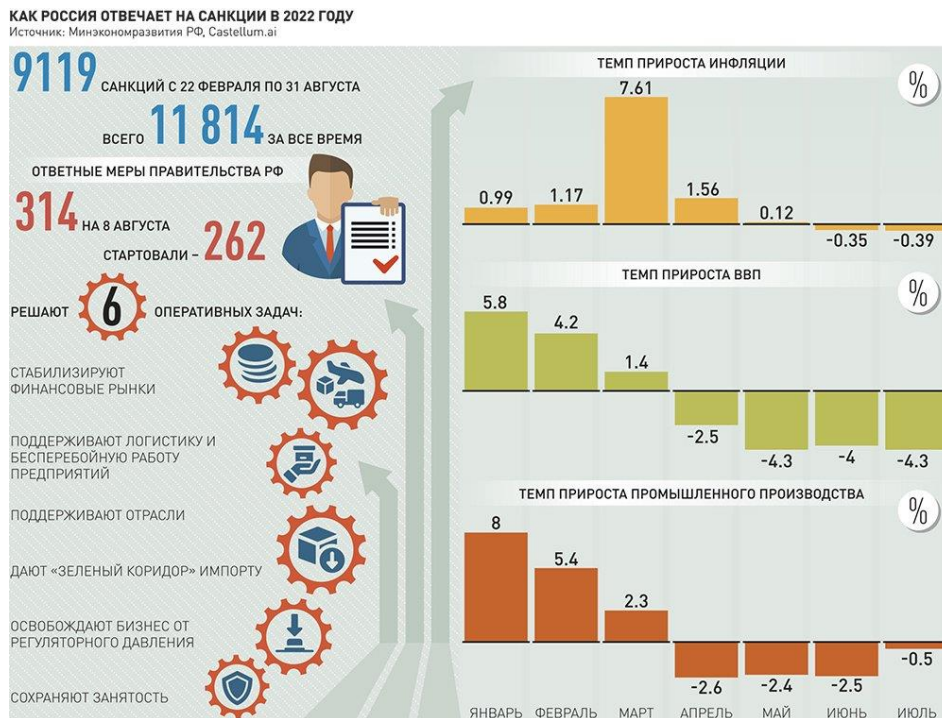 КАК РОССИЯ ОТВЕЧАЕТ НА САНКЦИИ В 2022 ГОДУ
Источник: Минэкономразвития РФ, Castellum.ai
9119 САНКЦИЙ С 22 ФЕВРАЛЯ ПО 31 АВГУСТА
ВСЕГО 11 814 ЗА ВСЕ ВРЕМЯ
ОТВЕТНЫЕ МЕРЫ ПРАВИТЕЛЬСТВА РФ
314 НА 8 АВГУСТА
СТАРТОВАЛИ – 262
РЕШАЮТ 6 ОПЕРАТИВНЫХ ЗАДАЧ:
СТАБИЛИЗИРУЮТ
ФИНАНСОВЫЕ РЫНКИ
ПОДДЕРЖИВАЮТ ЛОГИСТИКУ И
БЕСПЕРЕБОЙНУЮ РАБОТУ
ПРЕДПРИЯТИЙ
ПОДДЕРЖИВАЮТ ОТРАСЛИ
ДАЮТ «ЗЕЛЕНЫЙ КОРИДОР» ИМПОРТУ
ОСВОБОЖДАЮТ БИЗНЕС ОТ
РЕГУЛЯТОРНОГО ДАВЛЕНИЯ
СОХРАНЯЮТ ЗАНЯТОСТЬ
ТЕМП ПРИРОСТА ИНФЛЯЦИИ
%
0.99 1.17 7.61 1.56 0.12 -0.35 -0.39
ТЕМП ПРИРОСТА ВВП
%
5.8 4.2 1.4 -2.5 -4.3 -4 -4.3
ТЕМП ПРИРОСТА ПРОМЫШЛЕННОГО ПРОИЗВОДСТВА
%
8 5.4 2.3 -2.6 -2.4 -2.5 -0.5
ЯНВАРЬ ФЕВРАЛЬ МАРТ АПРЕЛЬ МАЙ ИЮНЬ ИЮЛЬ